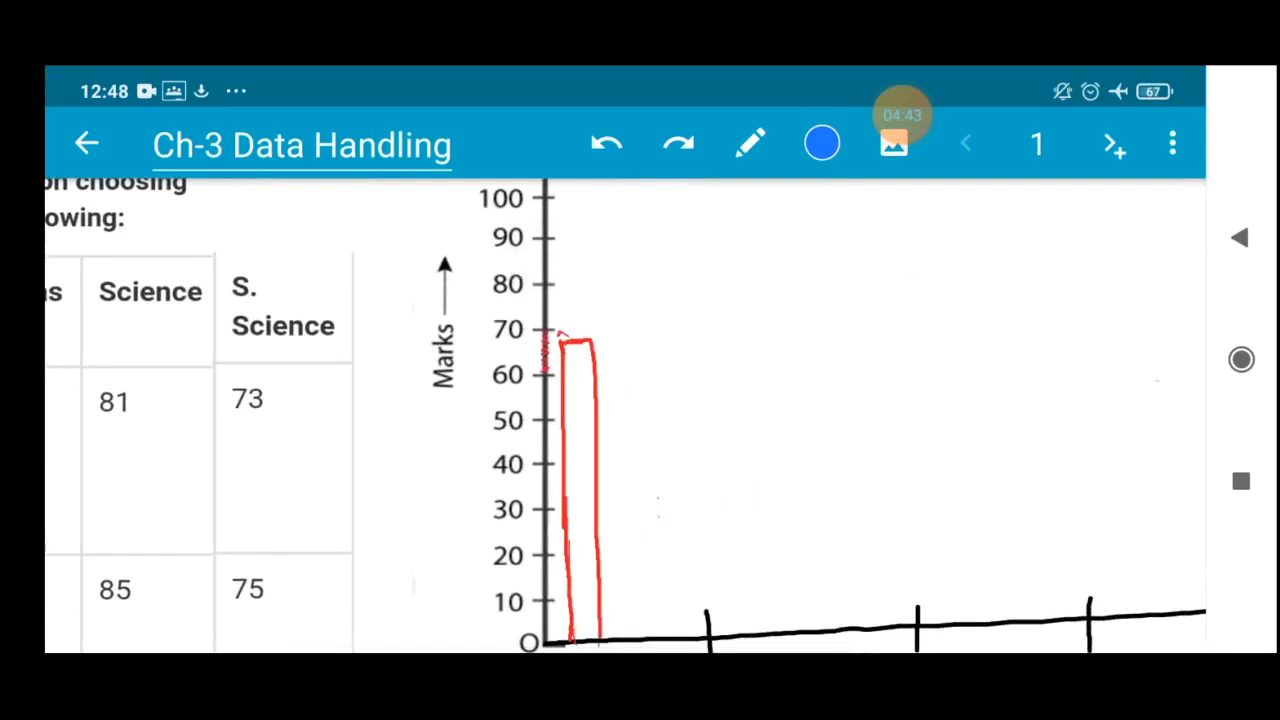 12:48
67
04:43
Ch-3 Data Handling
1
on choosing
owing:
Science
S.
Science
81
73
85
75
Marks
100
90
80
70
60
50
40
30
20
10
O